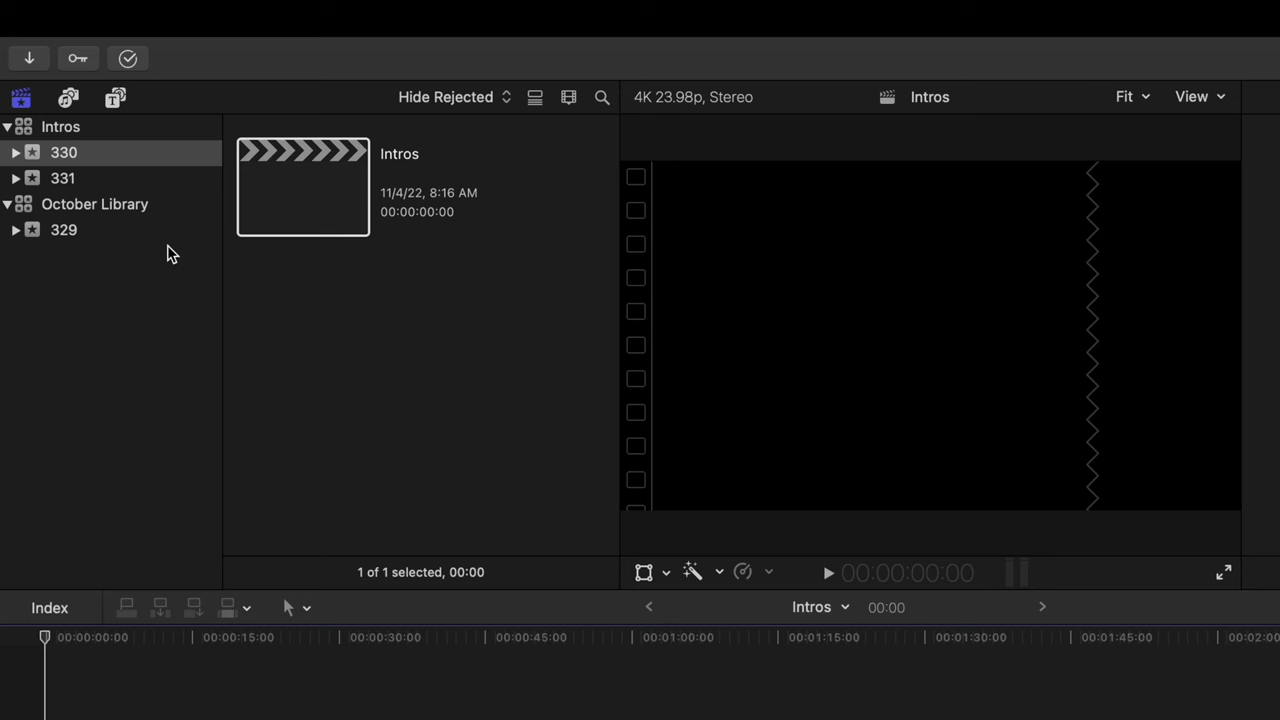 Hide Rejected
4K 23.98p, Stereo
Intros
Fit
View
Intros
330
331
October Library
329
Intros
11/4/22, 8:16 AM
00:00:00:00
1 of 1 selected, 00:00
00:00:00:00
Index
Intros
00:00
00:00:00:00
00:00:15:00
00:00:30:00
00:00:45:00
00:01:00:00
00:01:15:00
00:01:30:00
00:01:45:00
00:02:00